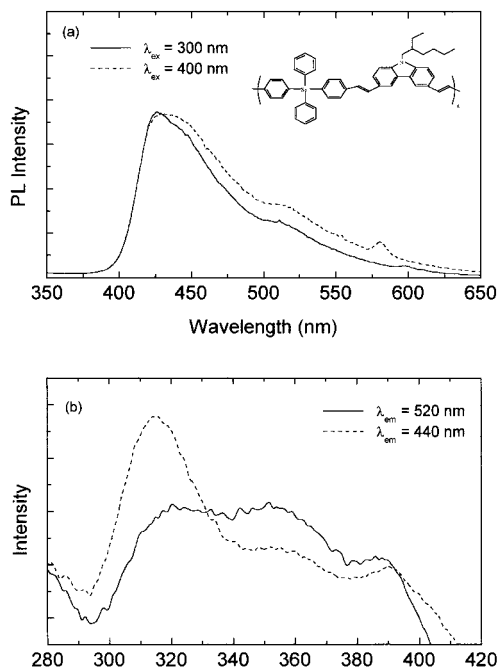 (a)
λex = 300 nm
λex = 400 nm
N
PL Intensity
350 400 450 500 550 600 650
Wavelength (nm)
(b)
λem = 520 nm
λem = 440 nm
Intensity
280 300 320 340 360 380 400 420